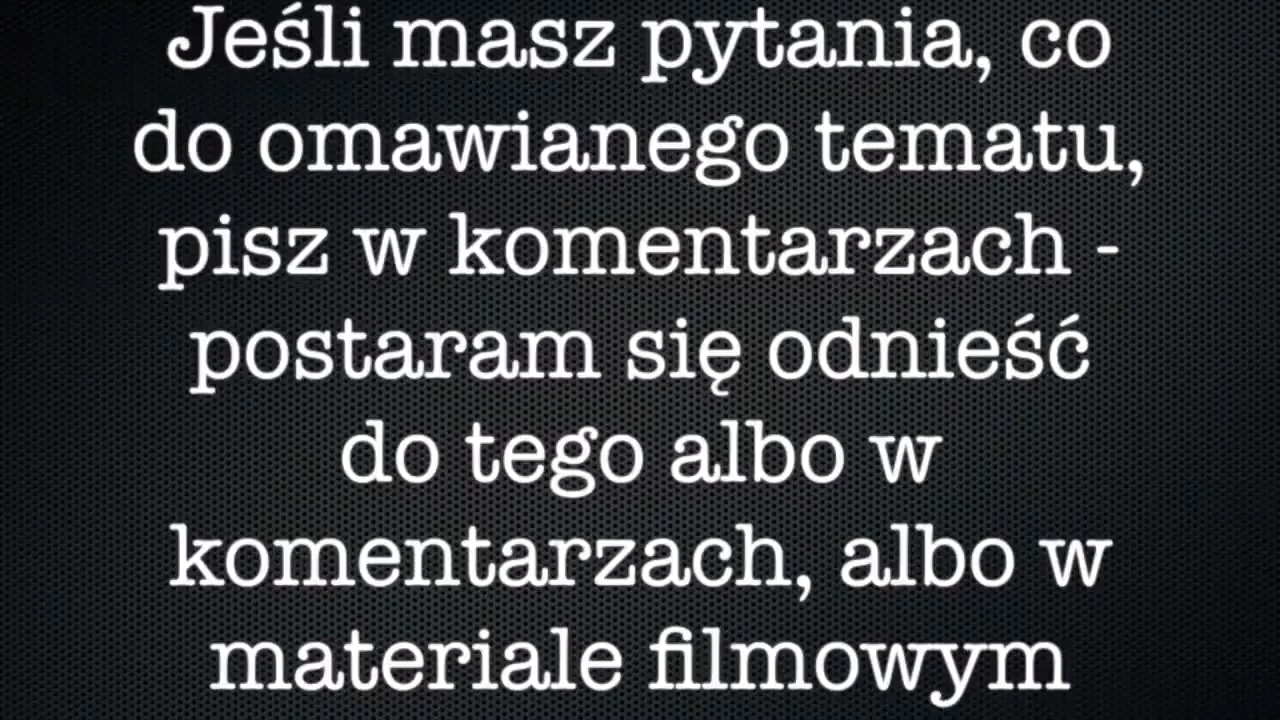 Jeśli masz pytania, co
do omawianego tematu,
pisz w komentarzach -
postaram się odnieść
do tego albo w
komentarzach, albo w
materiale filmowym